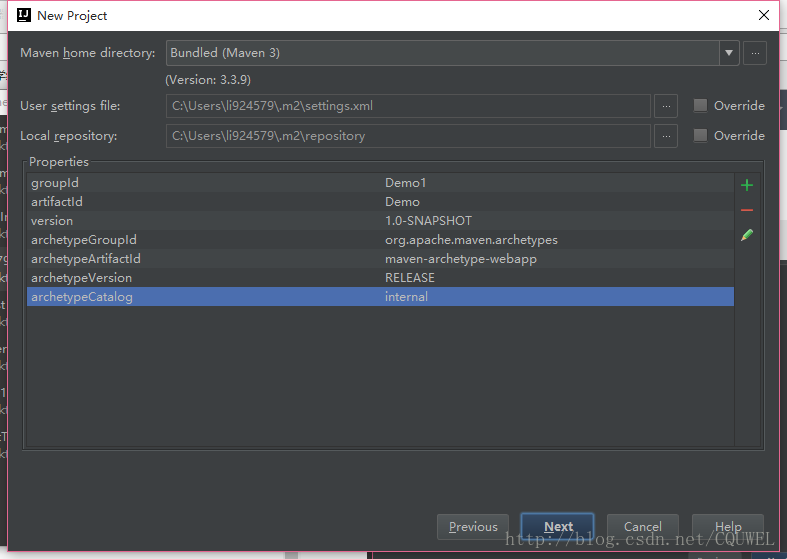 New Project
Maven home directory: Bundled (Maven 3) ...
(Version: 3.3.9)
User settings file: C:\Users\li924579\.m2\settings.xml ... Override
Local repository: C:\Users\li924579\.m2\repository ... Override
Properties
groupId Demo1
artifactId Demo
version 1.0-SNAPSHOT
archetypeGroupId org.apache.maven.archetypes
archetypeArtifactId maven-archetype-webapp
archetypeVersion RELEASE
archetypeCatalog internal
Previous Next Cancel Help
http://blog.csdn.net/CQUWEL